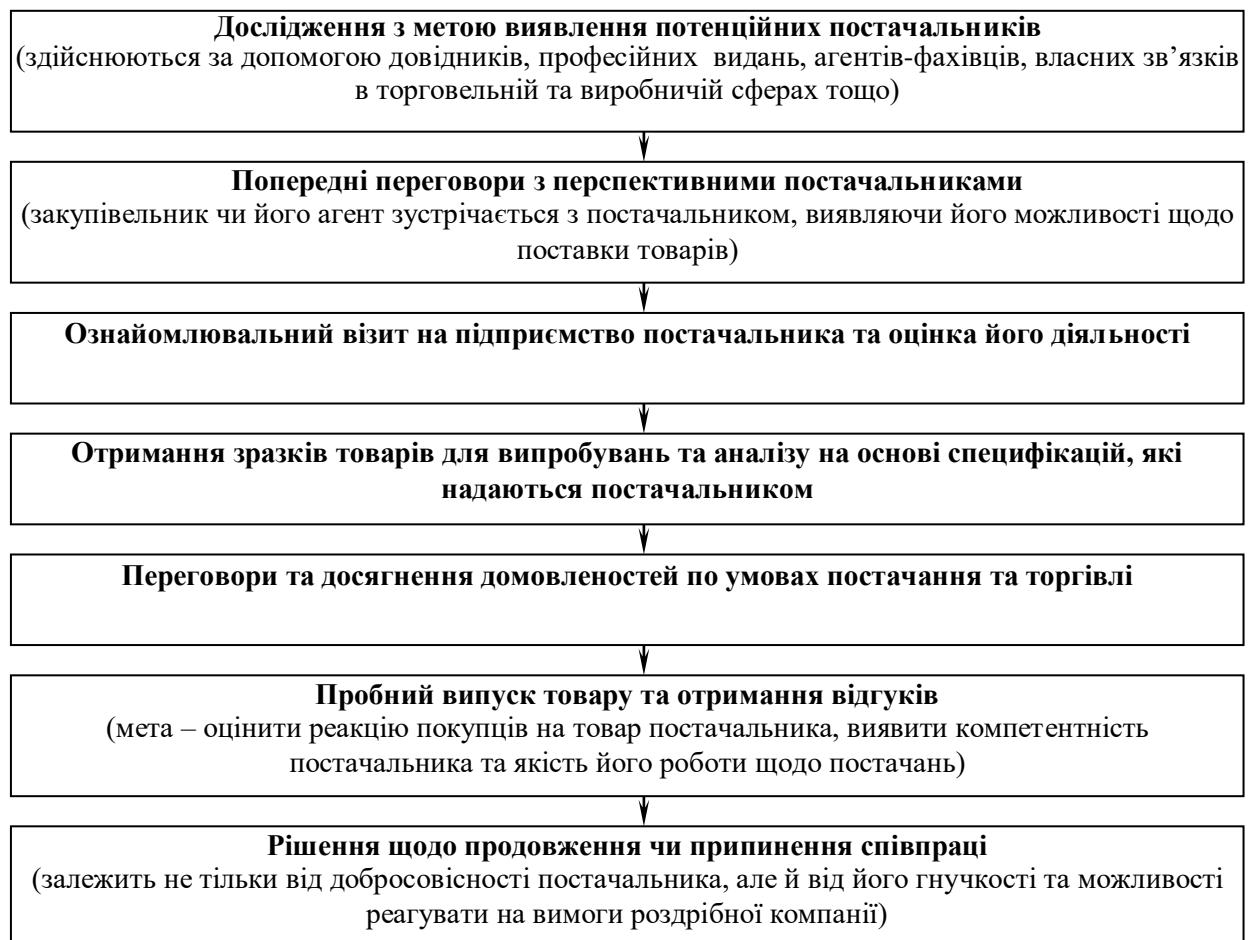 Дослідження з метою виявлення потенційних постачальників
(здійснюються за допомогою довідників, професійних видань, агентів-фахівців, власних зв’язків
в торговельній та виробничій сферах тощо)
Попередні переговори з перспективними постачальниками
(закупівельник чи його агент зустрічається з постачальником, виявляючи його можливості щодо
поставки товарів)
Ознайомлювальний візит на підприємство постачальника та оцінка його діяльності
Отримання зразків товарів для випробувань та аналізу на основі специфікацій, які
надаються постачальником
Переговори та досягнення домовленостей по умовах постачання та торгівлі
Пробний випуск товару та отримання відгуків
(мета – оцінити реакцію покупців на товар постачальника, виявити компетентність
постачальника та якість його роботи щодо постачань)
Рішення щодо продовження чи припинення співпраці
(залежить не тільки від добросовісності постачальника, але й від його гнучкості та можливості
реагувати на вимоги роздрібної компанії)